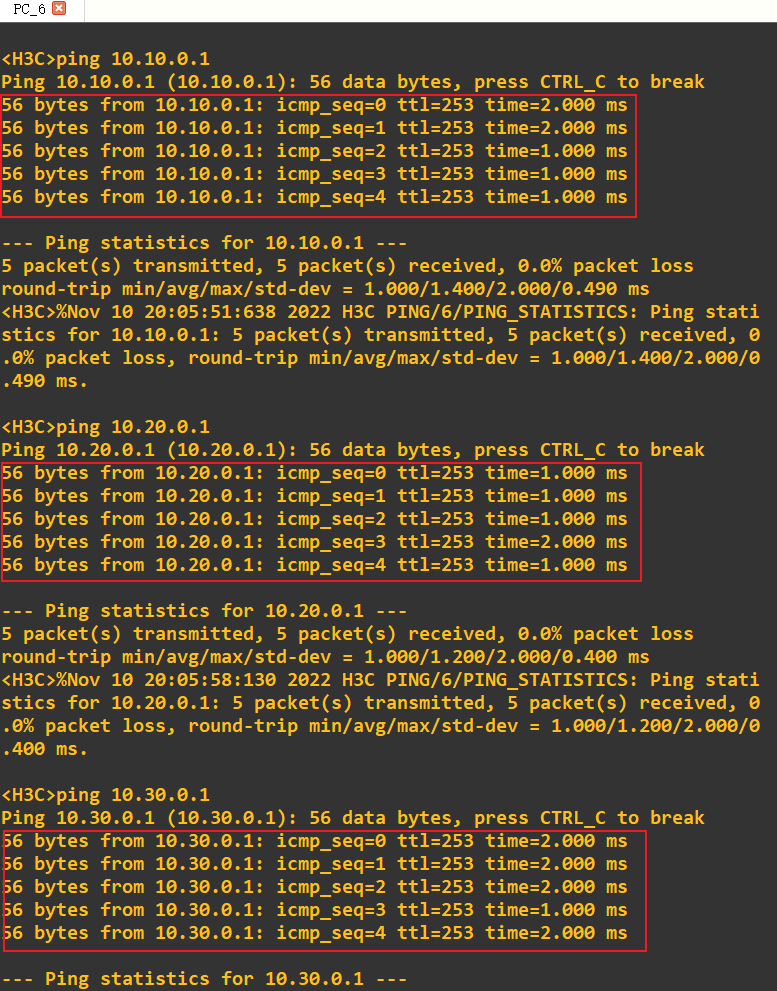 PC_6
<H3C>ping 10.10.0.1
Ping 10.10.0.1 (10.10.0.1): 56 data bytes, press CTRL_C to break
56 bytes from 10.10.0.1: icmp_seq=0 ttl=253 time=2.000 ms
56 bytes from 10.10.0.1: icmp_seq=1 ttl=253 time=2.000 ms
56 bytes from 10.10.0.1: icmp_seq=2 ttl=253 time=1.000 ms
56 bytes from 10.10.0.1: icmp_seq=3 ttl=253 time=1.000 ms
56 bytes from 10.10.0.1: icmp_seq=4 ttl=253 time=1.000 ms
--- Ping statistics for 10.10.0.1 ---
5 packet(s) transmitted, 5 packet(s) received, 0.0% packet loss
round-trip min/avg/max/std-dev = 1.000/1.400/2.000/0.490 ms
<H3C>%Nov 10 20:05:51:638 2022 H3C PING/6/PING_STATISTICS: Ping stati
stics for 10.10.0.1: 5 packet(s) transmitted, 5 packet(s) received, 0
.0% packet loss, round-trip min/avg/max/std-dev = 1.000/1.400/2.000/0
.490 ms.
<H3C>ping 10.20.0.1
Ping 10.20.0.1 (10.20.0.1): 56 data bytes, press CTRL_C to break
56 bytes from 10.20.0.1: icmp_seq=0 ttl=253 time=1.000 ms
56 bytes from 10.20.0.1: icmp_seq=1 ttl=253 time=1.000 ms
56 bytes from 10.20.0.1: icmp_seq=2 ttl=253 time=1.000 ms
56 bytes from 10.20.0.1: icmp_seq=3 ttl=253 time=2.000 ms
56 bytes from 10.20.0.1: icmp_seq=4 ttl=253 time=1.000 ms
--- Ping statistics for 10.20.0.1 ---
5 packet(s) transmitted, 5 packet(s) received, 0.0% packet loss
round-trip min/avg/max/std-dev = 1.000/1.200/2.000/0.400 ms
<H3C>%Nov 10 20:05:58:130 2022 H3C PING/6/PING_STATISTICS: Ping stati
stics for 10.20.0.1: 5 packet(s) transmitted, 5 packet(s) received, 0
.0% packet loss, round-trip min/avg/max/std-dev = 1.000/1.200/2.000/0
.400 ms.
<H3C>ping 10.30.0.1
Ping 10.30.0.1 (10.30.0.1): 56 data bytes, press CTRL_C to break
56 bytes from 10.30.0.1: icmp_seq=0 ttl=253 time=2.000 ms
56 bytes from 10.30.0.1: icmp_seq=1 ttl=253 time=2.000 ms
56 bytes from 10.30.0.1: icmp_seq=2 ttl=253 time=2.000 ms
56 bytes from 10.30.0.1: icmp_seq=3 ttl=253 time=1.000 ms
56 bytes from 10.30.0.1: icmp_seq=4 ttl=253 time=2.000 ms
--- Ping statistics for 10.30.0.1 ---